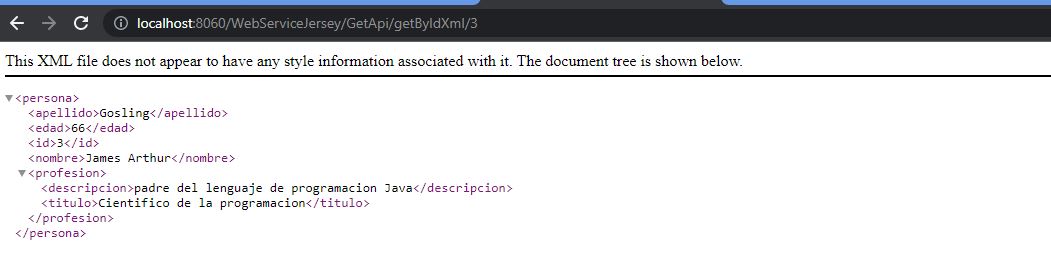 localhost:8060/WebServiceJersey/GetApi/getByIdXml/3
This XML file does not appear to have any style information associated with it. The document tree is shown below.
<persona>
<apellido>Gosling</apellido>
<edad>66</edad>
<id>3</id>
<nombre>James Arthur</nombre>
<profesion>
<descripcion>padre del lenguaje de programacion Java</descripcion>
<titulo>Cientifico de la programacion</titulo>
</profesion>
</persona>